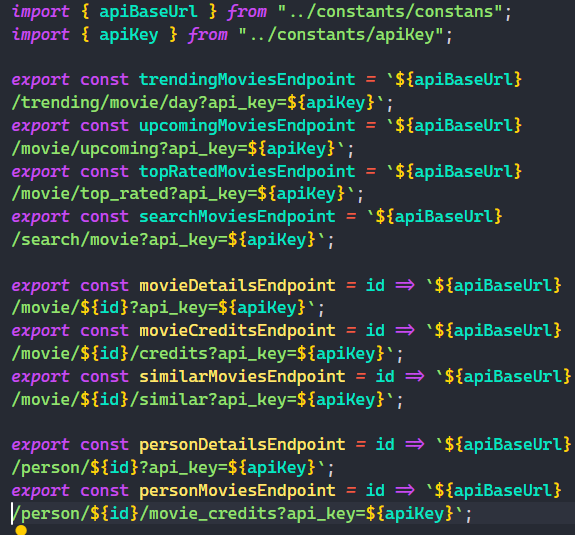 import { apiBaseUrl } from "../constants/constans";
import { apiKey } from "../constants/apiKey";
export const trendingMoviesEndpoint = `${apiBaseUrl}
/trending/movie/day?api_key=${apiKey}`;
export const upcomingMoviesEndpoint = `${apiBaseUrl}
/movie/upcoming?api_key=${apiKey}`;
export const topRatedMoviesEndpoint = `${apiBaseUrl}
/movie/top_rated?api_key=${apiKey}`;
export const searchMoviesEndpoint = `${apiBaseUrl}
/search/movie?api_key=${apiKey}`;
export const movieDetailsEndpoint = id => `${apiBaseUrl}
/movie/${id}?api_key=${apiKey}`;
export const movieCreditsEndpoint = id => `${apiBaseUrl}
/movie/${id}/credits?api_key=${apiKey}`;
export const similarMoviesEndpoint = id => `${apiBaseUrl}
/movie/${id}/similar?api_key=${apiKey}`;
export const personDetailsEndpoint = id => `${apiBaseUrl}
/person/${id}?api_key=${apiKey}`;
export const personMoviesEndpoint = id => `${apiBaseUrl}
/person/${id}/movie_credits?api_key=${apiKey}`;